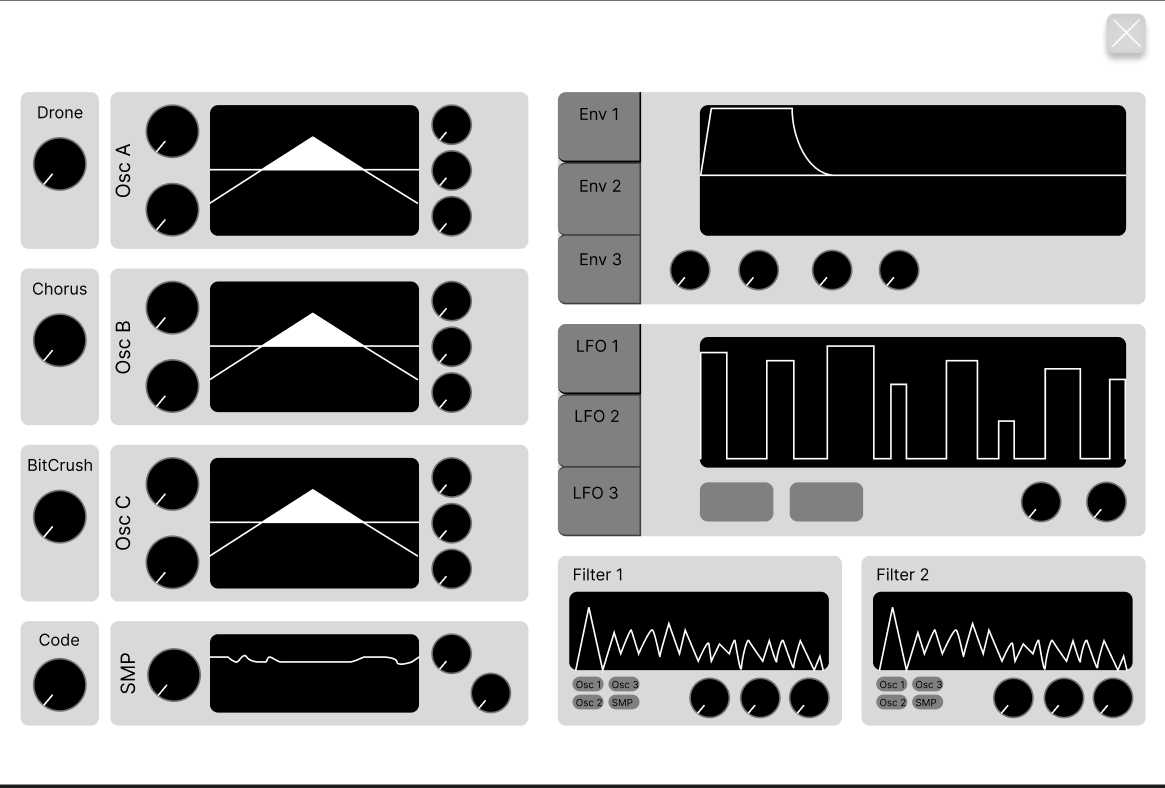 Drone
Osc A
Chorus
Osc B
BitCrush
Osc C
Code
SMP
Env 1
Env 2
Env 3
LFO 1
LFO 2
LFO 3
Filter 1
Osc 1 Osc 3
Osc 2 SMP
Filter 2
Osc 1 Osc 3
Osc 2 SMP